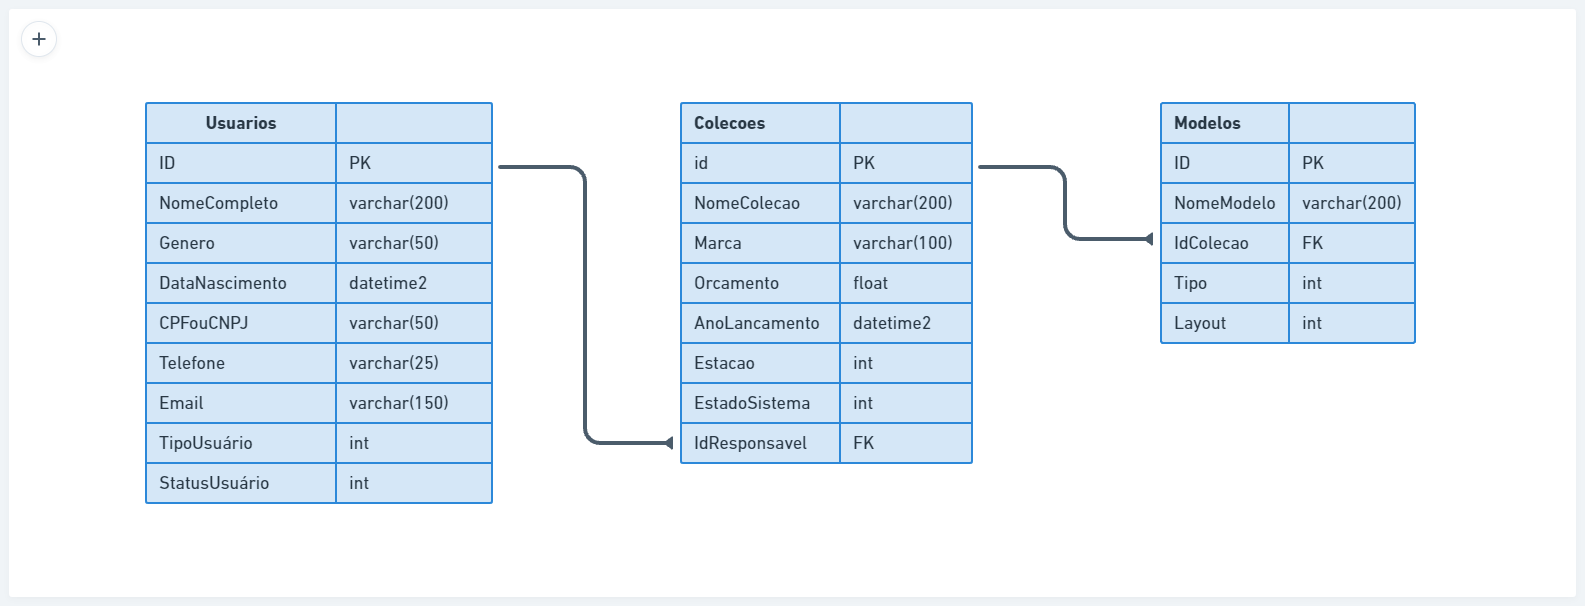 Usuarios
ID PK
NomeCompleto varchar(200)
Genero varchar(50)
DataNascimento datetime2
CPFouCNPJ varchar(50)
Telefone varchar(25)
Email varchar(150)
TipoUsuário int
StatusUsuário int
Colecoes
id PK
NomeColecao varchar(200)
Marca varchar(100)
Orcamento float
AnoLancamento datetime2
Estacao int
EstadoSistema int
IdResponsavel FK
Modelos
ID PK
NomeModelo varchar(200)
IdColecao FK
Tipo int
Layout int